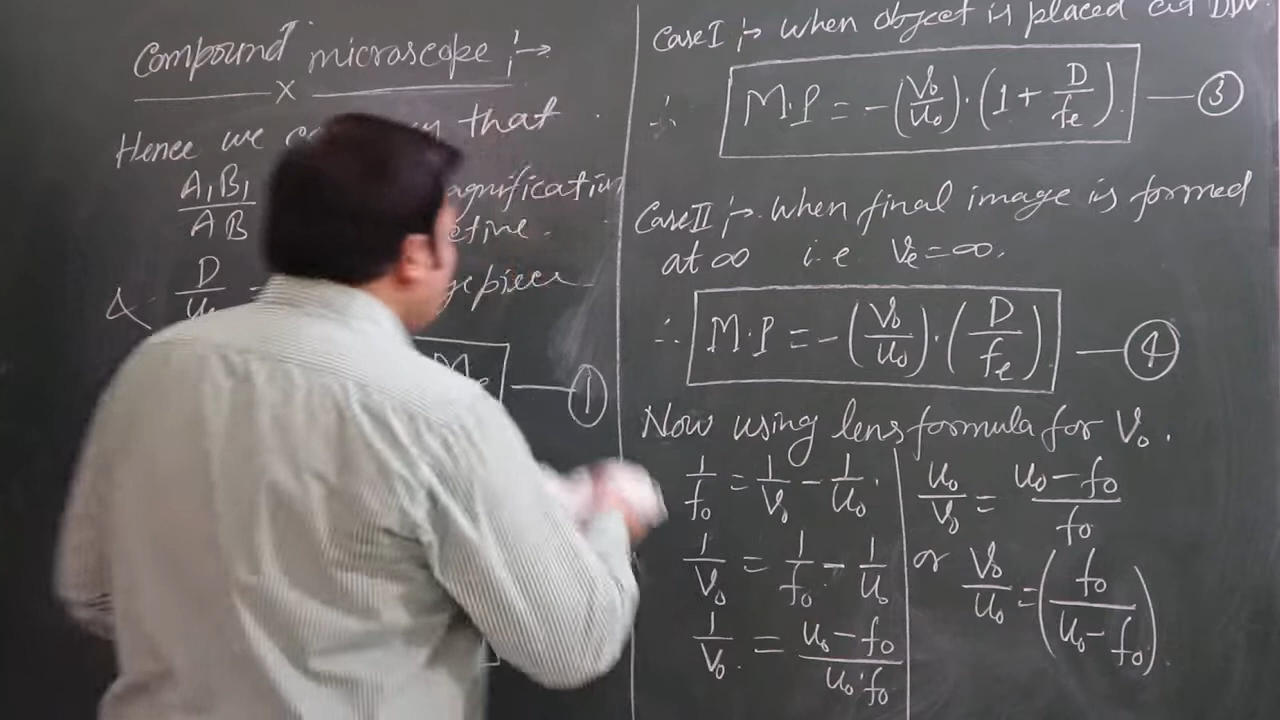 Compound microscope :→
x
Hence we that
A₁B₁/AB
& D/u
— ①
Case I :→ when object is placed at DDV.
∴ M.P = -(V₀/u₀).(1 + D/fₑ). — ③
Case II :→ when final image is formed
at ∞ i.e Vₑ = ∞.
∴ M.P = -(V₀/u₀).(D/fₑ). — ④
Now using lens formula for V₀.
1/f₀ = 1/V₀ - 1/u₀.
1/V₀ = 1/f₀ - 1/u₀
1/V₀. = u₀ - f₀/u₀.f₀
u₀/V₀ = u₀ - f₀/f₀
or V₀/u₀ = (f₀/u₀ - f₀)